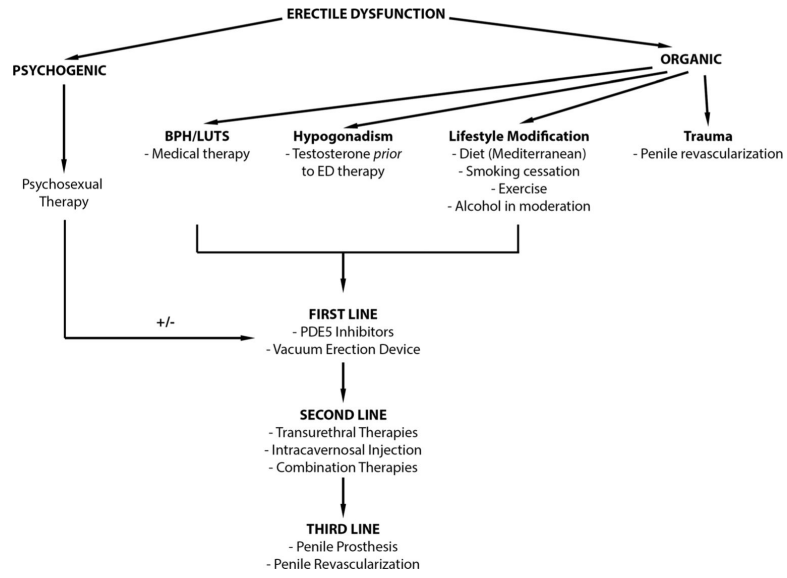 ERECTILE DYSFUNCTION
PSYCHOGENIC
ORGANIC
BPH/LUTS
- Medical therapy
Hypogonadism
- Testosterone prior
to ED therapy
Lifestyle Modification
- Diet (Mediterranean)
- Smoking cessation
- Exercise
- Alcohol in moderation
Trauma
- Penile revascularization
Psychosexual
Therapy
+/-
FIRST LINE
- PDE5 Inhibitors
- Vacuum Erection Device
SECOND LINE
- Transurethral Therapies
- Intracavernosal Injection
- Combination Therapies
THIRD LINE
- Penile Prosthesis
- Penile Revascularization